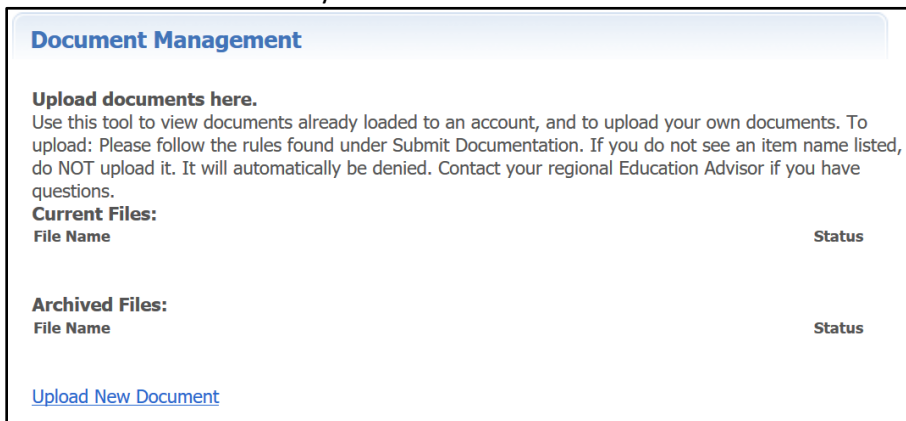 Document Management
Upload documents here.
Use this tool to view documents already loaded to an account, and to upload your own documents. To
upload: Please follow the rules found under Submit Documentation. If you do not see an item name listed,
do NOT upload it. It will automatically be denied. Contact your regional Education Advisor if you have
questions.
Current Files:
File Name Status
Archived Files:
File Name Status
Upload New Document